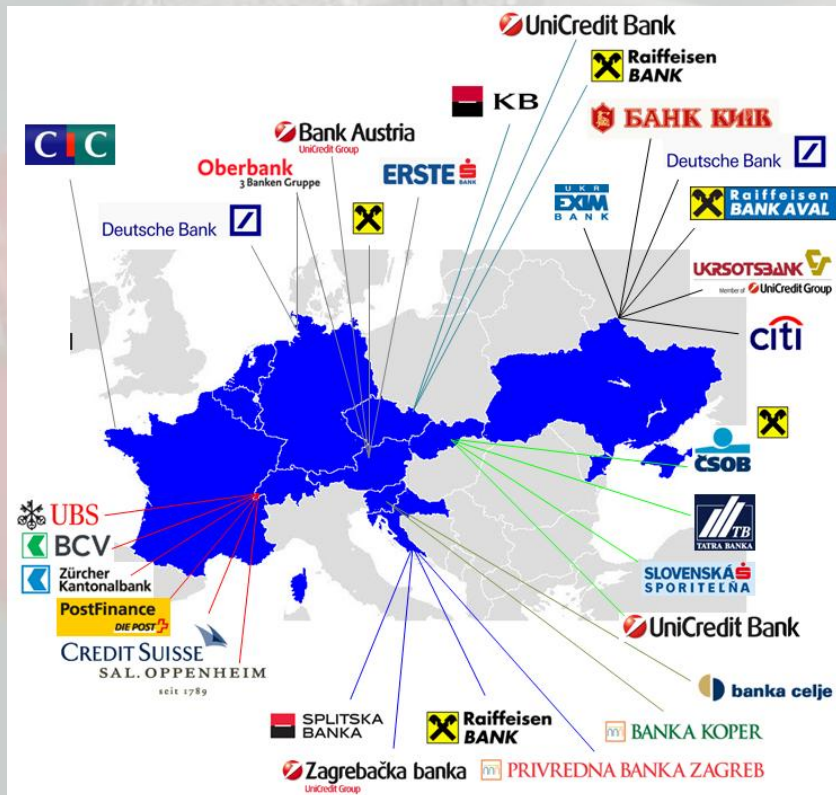 UniCredit Bank
Raiffeisen
BANK
KB
CIC
Bank Austria
UniCredit Group
Oberbank
3 Banken Gruppe
ERSTE
BANK
БАНК КИЇВ
Deutsche Bank
Deutsche Bank
UKR
EXIM
BANK
Raiffeisen
BANK AVAL
UKRSOTSBANK
Member of UniCredit Group
citi
ČSOB
UBS
BCV
TB
TATRA BANKA
Zürcher
Kantonalbank
SLOVENSKÁ
SPORITEĽŇA
PostFinance
DIE POST
UniCredit Bank
CREDIT SUISSE
SAL. OPPENHEIM
seit 1789
banka celje
SPLITSKA
BANKA
Raiffeisen
BANK
BANKA KOPER
Zagrebačka banka
UniCredit Group
PRIVREDNA BANKA ZAGREB